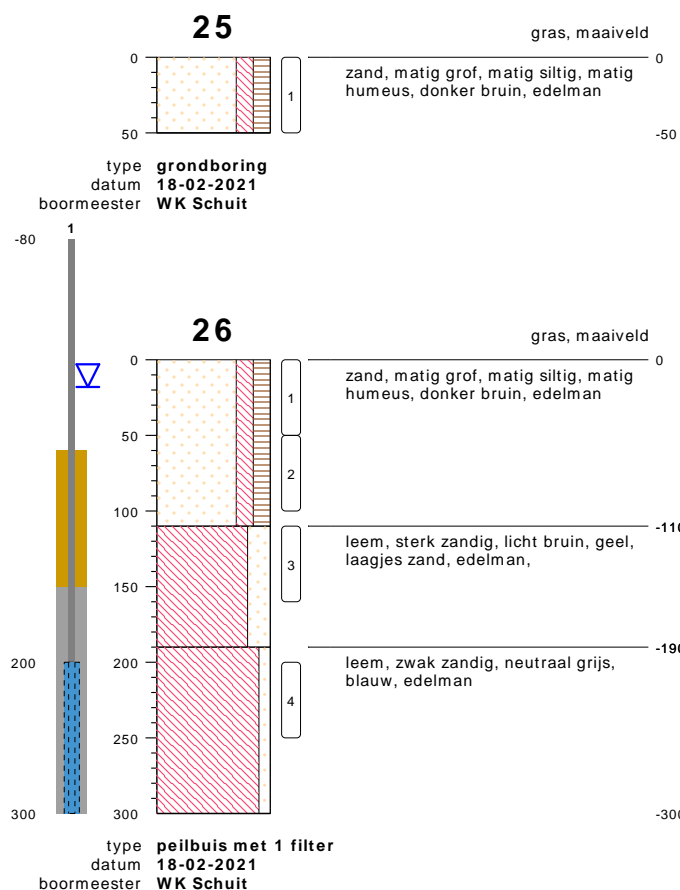 25
gras, maaiveld
0
0
zand, matig grof, matig siltig, matig
humeus, donker bruin, edelman
1
50
-50
type grondboring
datum 18-02-2021
boormeester WK Schuit
1
-80
26
gras, maaiveld
0
0
zand, matig grof, matig siltig, matig
humeus, donker bruin, edelman
1
50
2
100
-110
leem, sterk zandig, licht bruin, geel,
laagjes zand, edelman,
3
150
-190
leem, zwak zandig, neutraal grijs,
blauw, edelman
200
200
4
250
300
300
-300
type peilbuis met 1 filter
datum 18-02-2021
boormeester WK Schuit